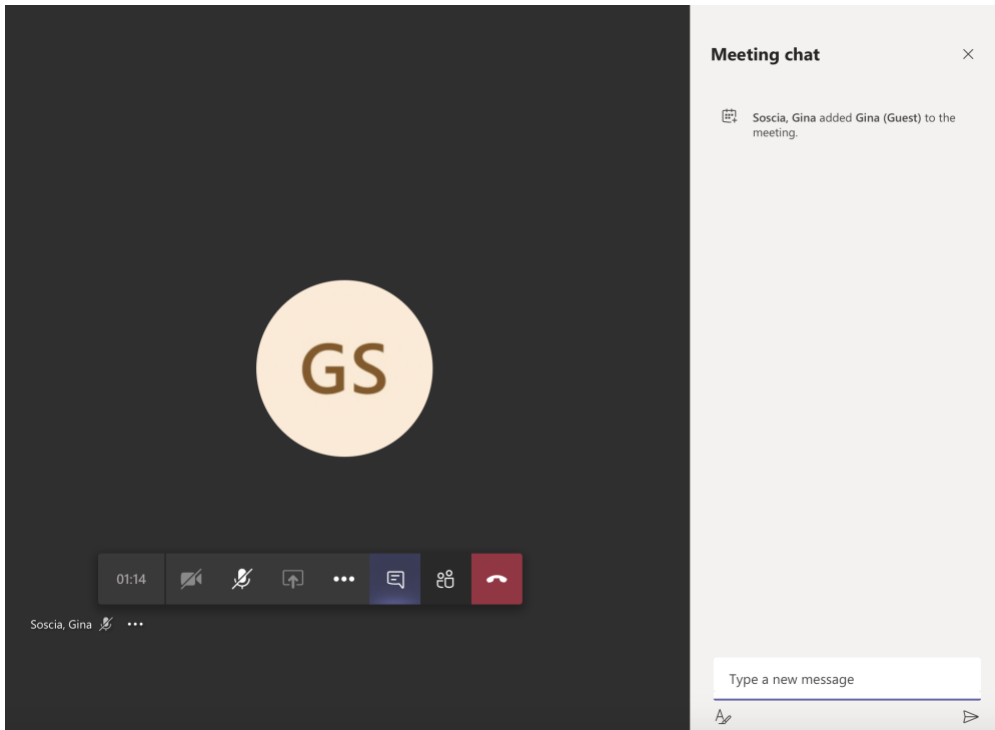 Meeting chat
Soscia, Gina added Gina (Guest) to the
meeting.
GS
01:14
Soscia, Gina
Type a new message